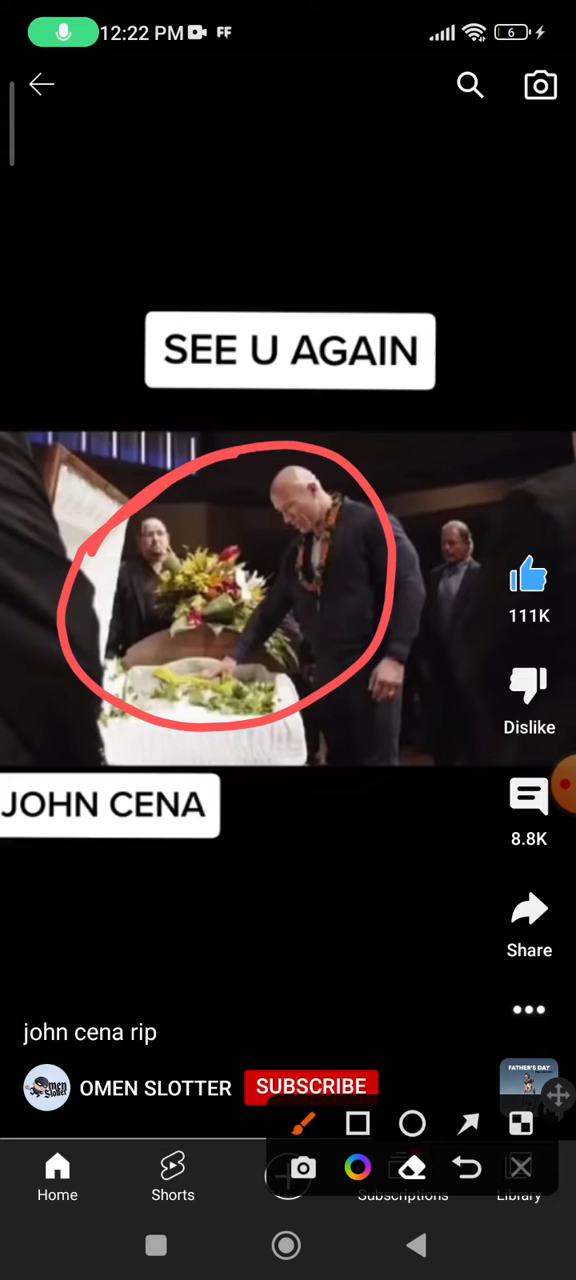 12:22 PM FF 6
SEE U AGAIN
JOHN CENA
111K
Dislike
8.8K
Share
john cena rip
OMEN SLOTTER SUBSCRIBE
FATHER'S DAY
Home Shorts Subscriptions Library